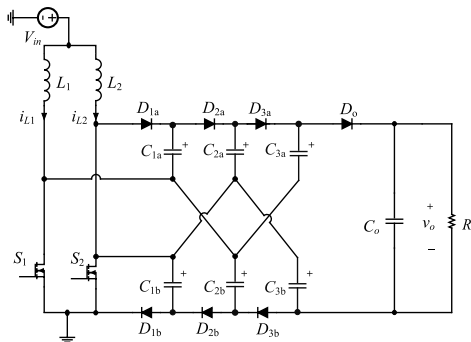 V_in
− +
L_1
L_2
i_L1
i_L2
D_1a
D_2a
D_3a
D_o
C_1a +
C_2a +
C_3a +
S_1
S_2
C_o
+
v_o
−
R
C_1b +
C_2b +
C_3b +
D_1b
D_2b
D_3b